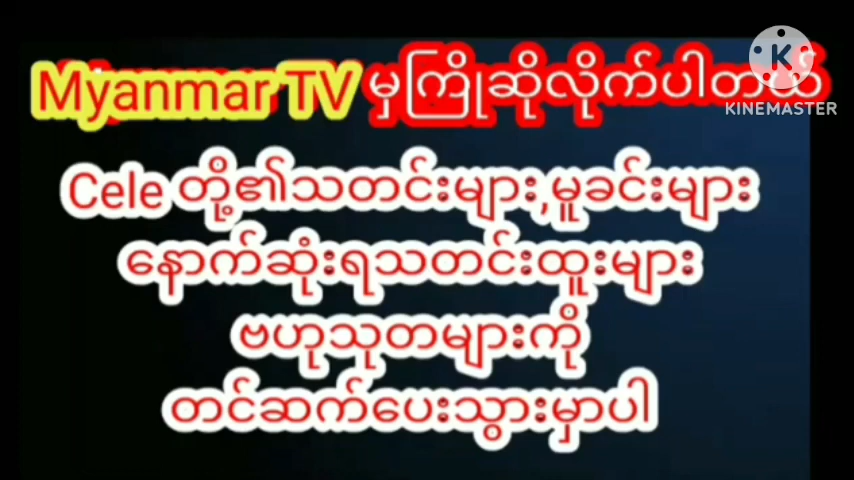 Myanmar TV မှကြိုဆိုလိုက်ပါတယ်
KINEMASTER
Cele တို့၏သတင်းများ,မူခင်းများ
နောက်ဆုံးရသတင်းထူးများ
ဗဟုသုတများကို
တင်ဆက်ပေးသွားမှာပါ